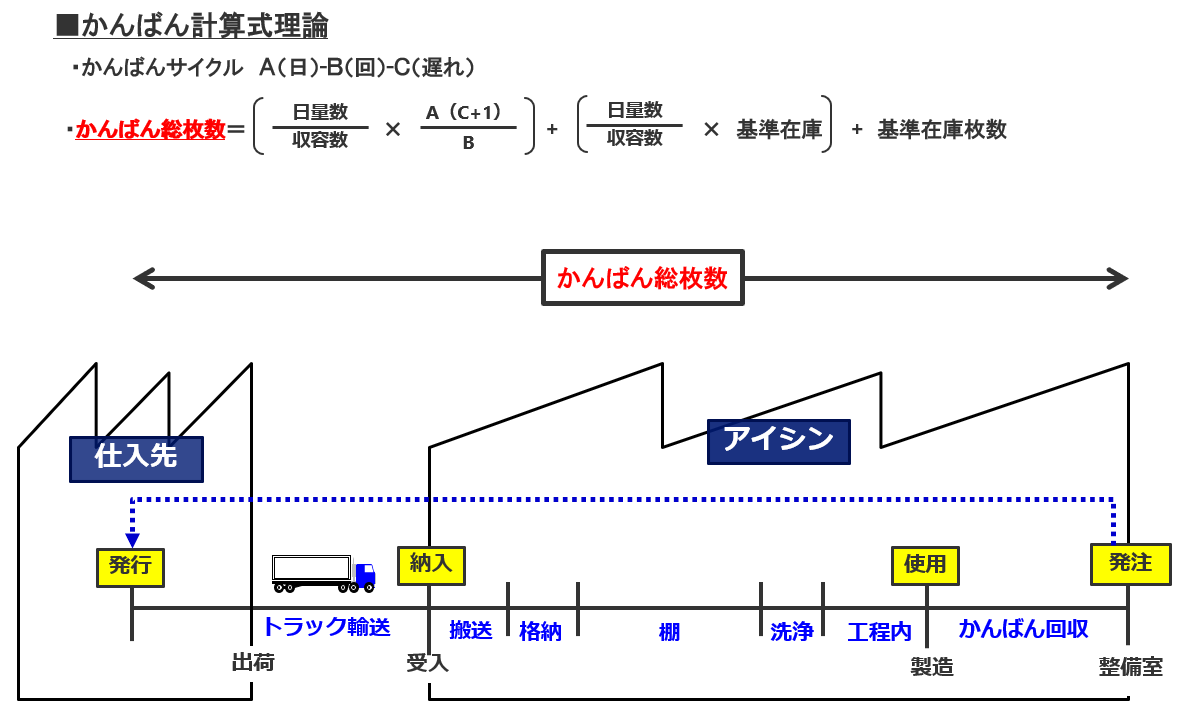 ■かんばん計算式理論
・かんばんサイクル　A(日)-B(回)-C(遅れ)
・かんばん総枚数=(日量数/収容数 × A（C+1）/B) + (日量数/収容数 × 基準在庫) + 基準在庫枚数
かんばん総枚数
仕入先
アイシン
発行
納入
使用
発注
トラック輸送
搬送
格納
棚
洗浄
工程内
かんばん回収
出荷
受入
製造
整備室